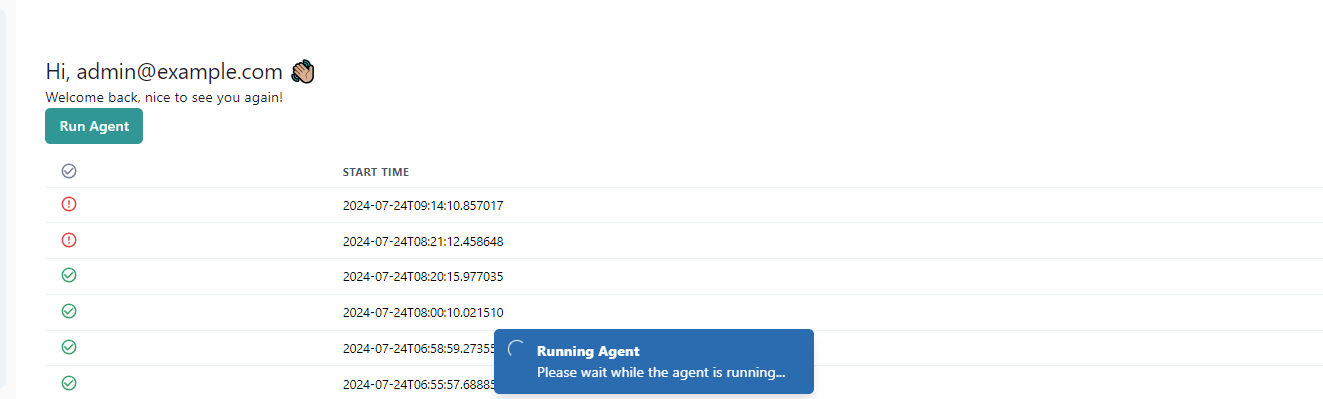 Hi, admin@example.com 👋🏽
Welcome back, nice to see you again!
Run Agent
START TIME
2024-07-24T09:14:10.857017
2024-07-24T08:21:12.458648
2024-07-24T08:20:15.977035
2024-07-24T08:00:10.021510
2024-07-24T06:58:59.27355
2024-07-24T06:55:57.68885
Running Agent
Please wait while the agent is running...